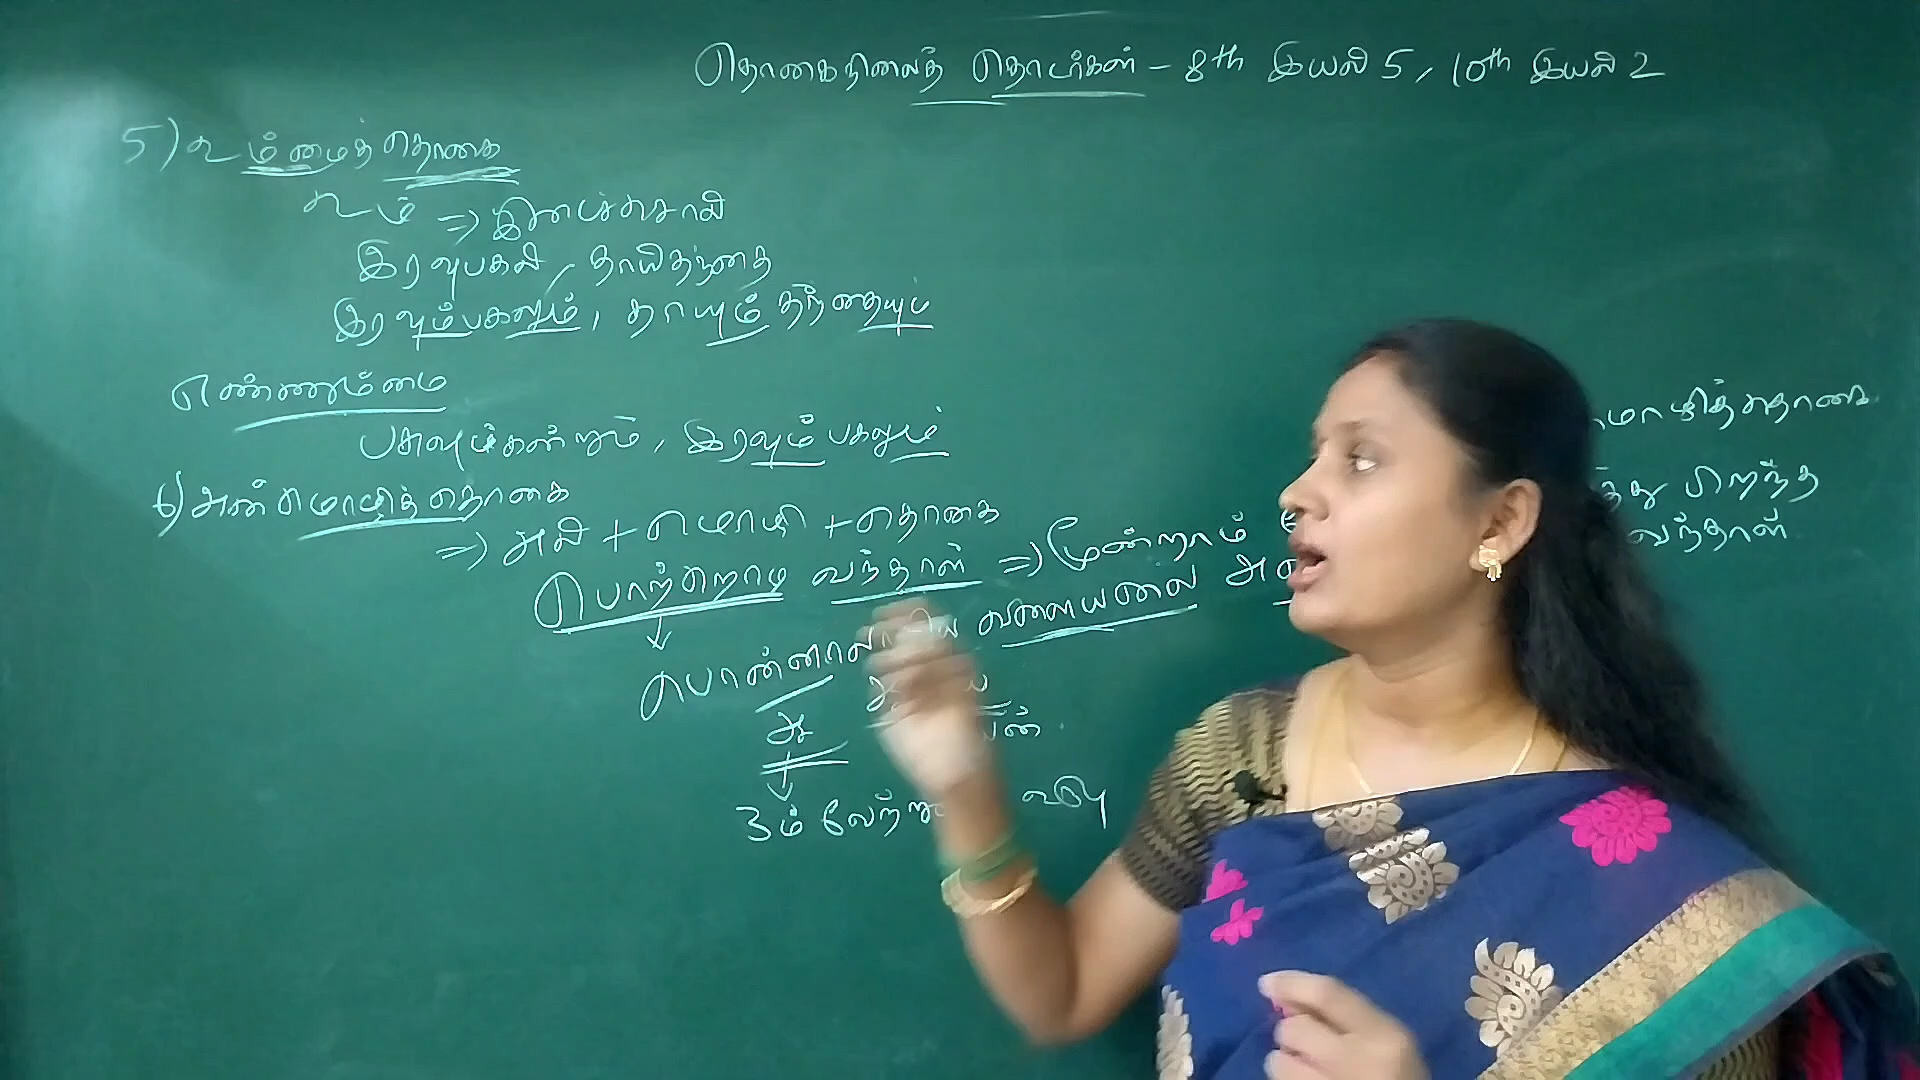 தொகைநிலைத் தொடர்கள் - 8th இயல் 5, 10th இயல் 2
5) உம்மைத் தொகை
உம் => இடைச்சொல்
இரவுபகல், தாய்தந்தை
இரவும்பகலும், தாயும் தந்தையும்
எண்ணும்மை
பசுவும்கன்றும், இரவும் பகலும்
6) அன்மொழித் தொகை
=> அல் + மொழி + தொகை
பொற்றொடி வந்தாள் => மூன்றாம்
மொழித்தொகை
த்து பிறந்த
வந்தாள்
பொன்னாலாகிய வளையலை
ஆ
3ம்